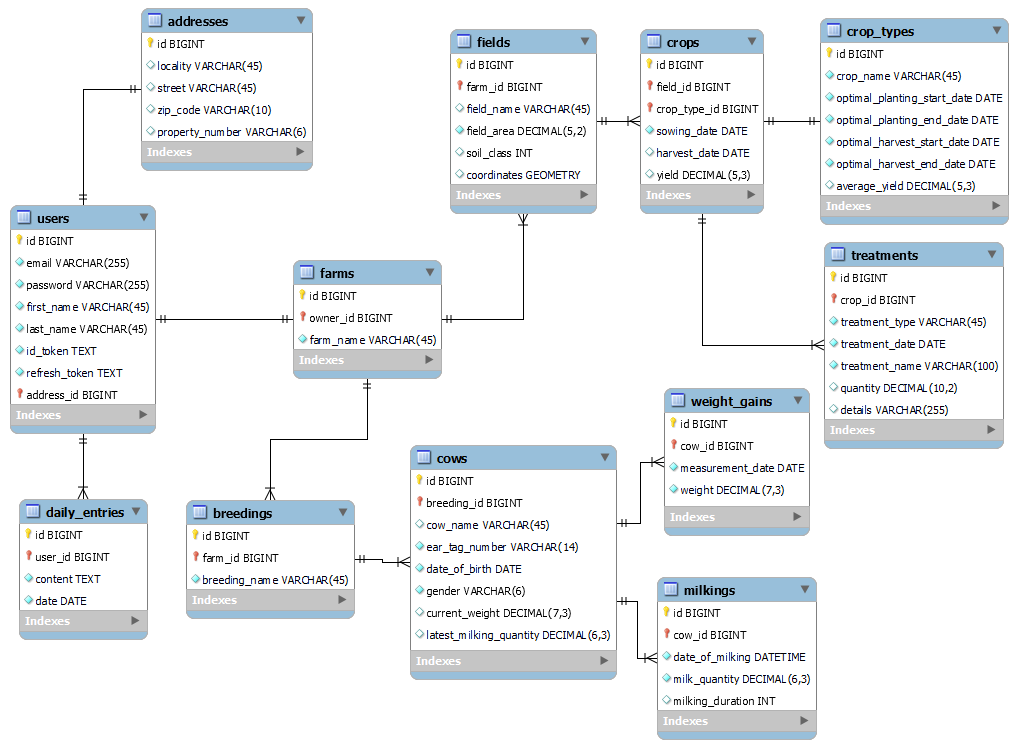 addresses
id BIGINT
locality VARCHAR(45)
street VARCHAR(45)
zip_code VARCHAR(10)
property_number VARCHAR(6)
Indexes
fields
id BIGINT
farm_id BIGINT
field_name VARCHAR(45)
field_area DECIMAL(5,2)
soil_class INT
coordinates GEOMETRY
Indexes
crops
id BIGINT
field_id BIGINT
crop_type_id BIGINT
sowing_date DATE
harvest_date DATE
yield DECIMAL(5,3)
Indexes
crop_types
id BIGINT
crop_name VARCHAR(45)
optimal_planting_start_date DATE
optimal_planting_end_date DATE
optimal_harvest_start_date DATE
optimal_harvest_end_date DATE
average_yield DECIMAL(5,3)
Indexes
users
id BIGINT
email VARCHAR(255)
password VARCHAR(255)
first_name VARCHAR(45)
last_name VARCHAR(45)
id_token TEXT
refresh_token TEXT
address_id BIGINT
Indexes
farms
id BIGINT
owner_id BIGINT
farm_name VARCHAR(45)
Indexes
treatments
id BIGINT
crop_id BIGINT
treatment_type VARCHAR(45)
treatment_date DATE
treatment_name VARCHAR(100)
quantity DECIMAL(10,2)
details VARCHAR(255)
Indexes
weight_gains
id BIGINT
cow_id BIGINT
measurement_date DATE
weight DECIMAL(7,3)
Indexes
cows
id BIGINT
breeding_id BIGINT
cow_name VARCHAR(45)
ear_tag_number VARCHAR(14)
date_of_birth DATE
gender VARCHAR(6)
current_weight DECIMAL(7,3)
latest_milking_quantity DECIMAL(6,3)
Indexes
daily_entries
id BIGINT
user_id BIGINT
content TEXT
date DATE
Indexes
breedings
id BIGINT
farm_id BIGINT
breeding_name VARCHAR(45)
Indexes
milkings
id BIGINT
cow_id BIGINT
date_of_milking DATETIME
milk_quantity DECIMAL(6,3)
milking_duration INT
Indexes